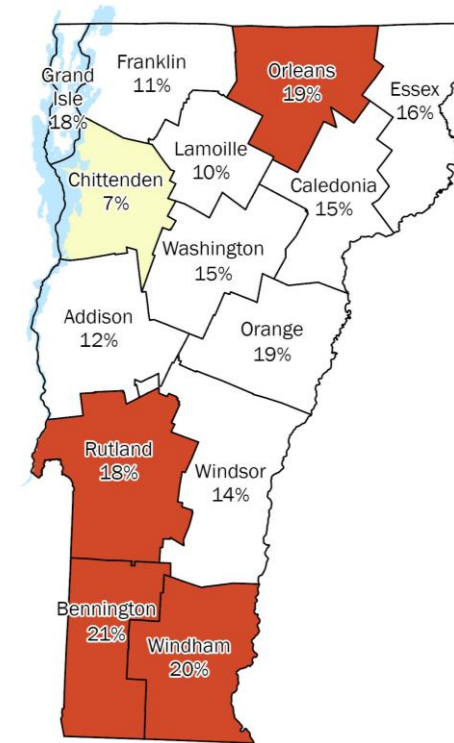 Grand
Isle
18%
Franklin
11%
Orleans
19%
Essex
16%
Lamoille
10%
Chittenden
7%
Caledonia
15%
Washington
15%
Addison
12%
Orange
19%
Rutland
18%
Windsor
14%
Bennington
21%
Windham
20%